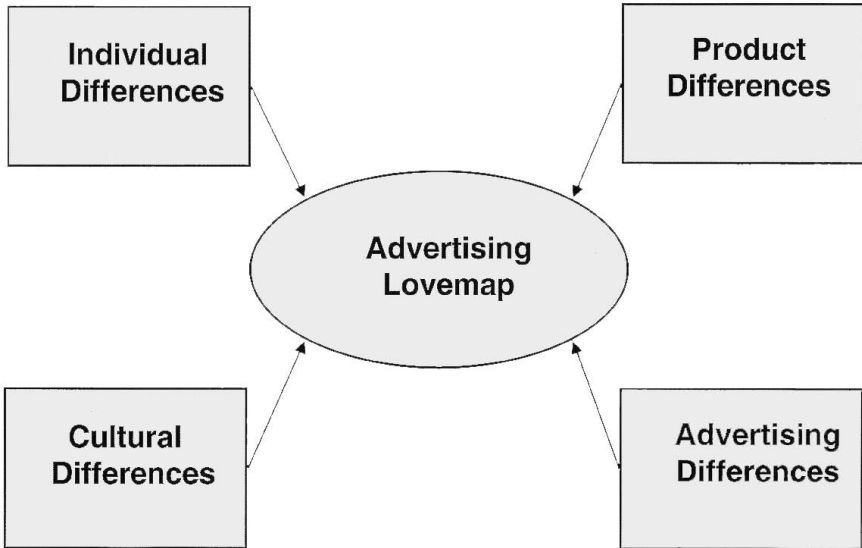 Individual
Differences
Product
Differences
Advertising
Lovemap
Cultural
Differences
Advertising
Differences